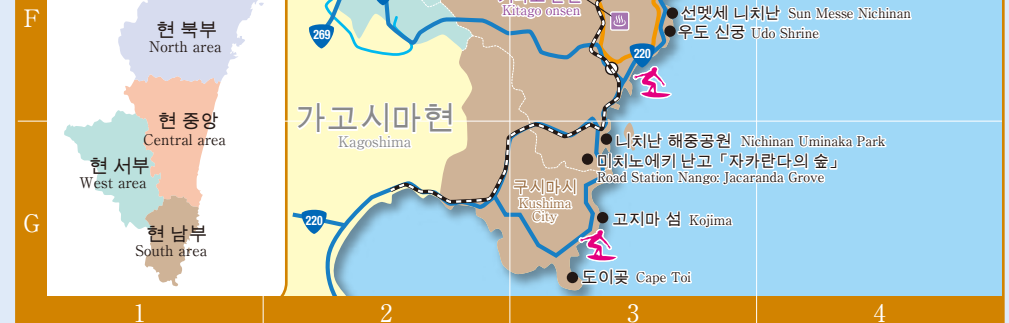 F
현 북부
North area
현 중앙
Central area
현 서부
West area
현 남부
South area
269
Kitago onsen
선멧세 니치난 Sun Messe Nichinan
우도 신궁 Udo Shrine
220
가고시마현
Kagoshima
니치난 해중공원 Nichinan Uminaka Park
미치노에키 난고 「자카란다의 숲」
Road Station Nango: Jacaranda Grove
구시마시
Kushima
City
G
220
고지마 섬 Kojima
도이곶 Cape Toi
1
2
3
4